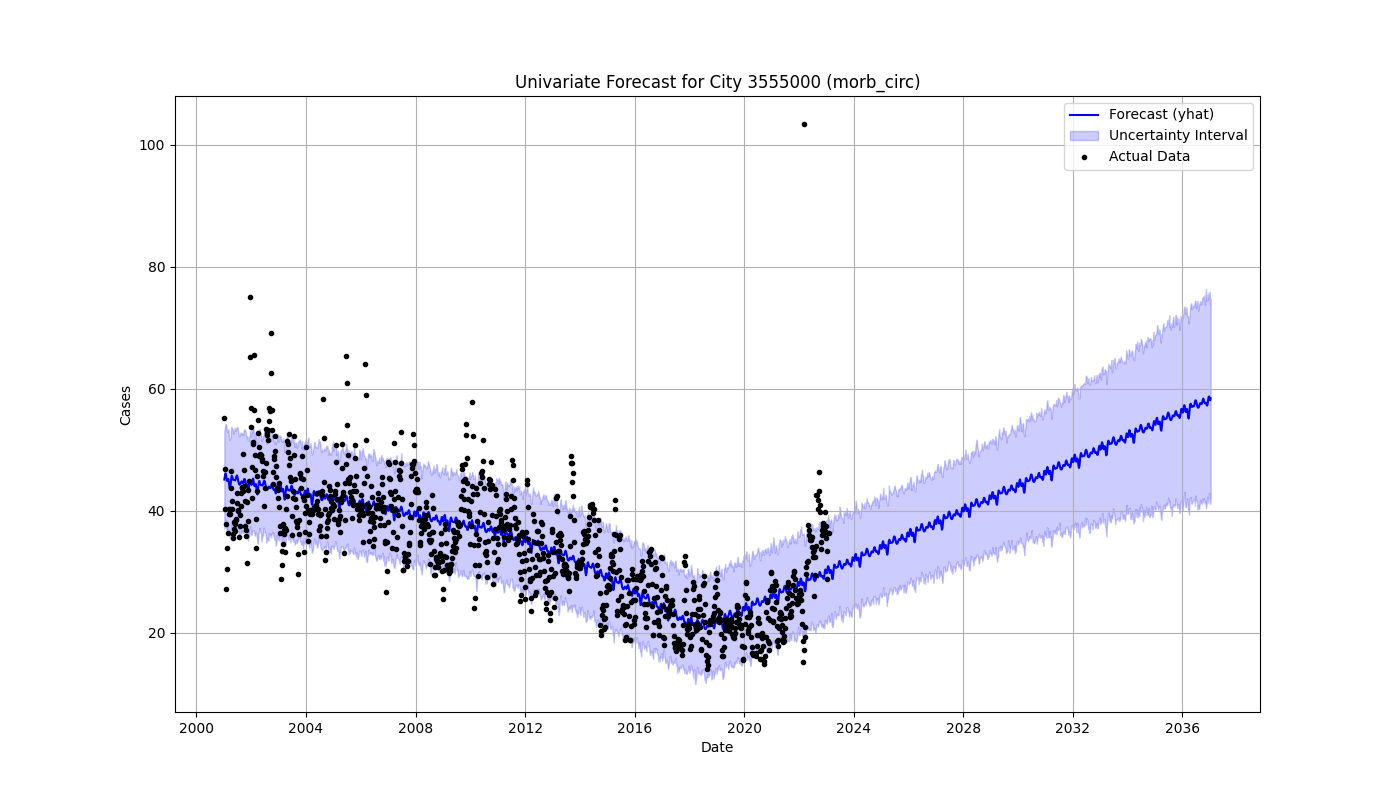 Univariate Forecast for City 3555000 (morb_circ)
Forecast (yhat)
Uncertainty Interval
Actual Data
100
80
60
40
20
Cases
2000 2004 2008 2012 2016 2020 2024 2028 2032 2036
Date